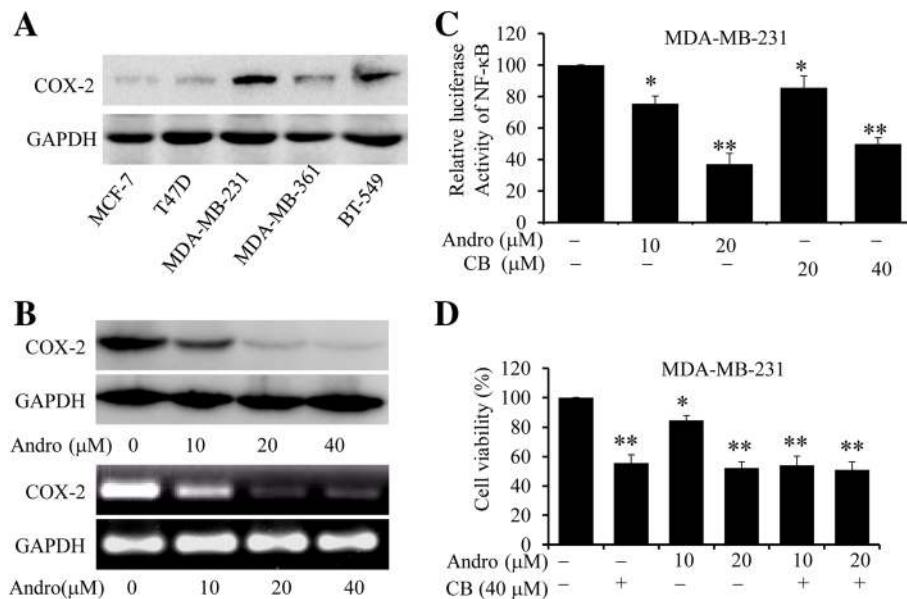 A
COX-2
GAPDH
MCF-7
T47D
MDA-MB-231
MDA-MB-361
BT-549
B
COX-2
GAPDH
Andro (μM) 0 10 20 40
COX-2
GAPDH
Andro(μM) 0 10 20 40
C
MDA-MB-231
Relative luciferase
Activity of NF-κB
120
100
80
60
40
20
0
* ** * **
Andro (μM) – 10 20 – –
CB (μM) – – – 20 40
D
MDA-MB-231
Cell viability (%)
120
100
80
60
40
20
0
** * ** ** **
Andro (μM) – – 10 20 10 20
CB (40 μM) – + – – + +